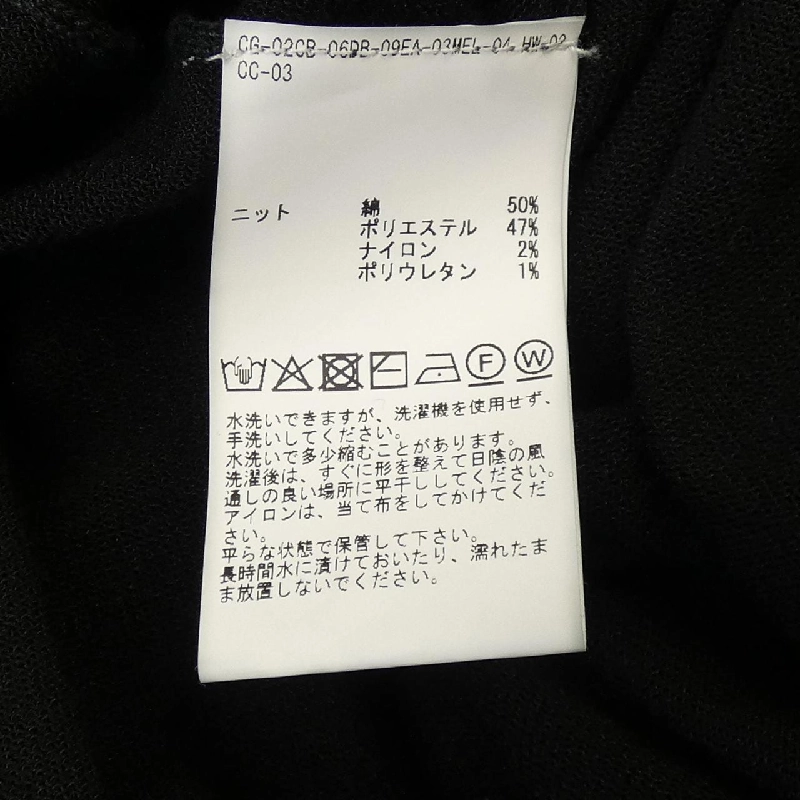 CG-02CB-06DB-09EA-03MEL-04 HW-03
CC-03
ニット 綿 50%
ポリエステル 47%
ナイロン 2%
ポリウレタン 1%
F W
水洗いできますが、洗濯機を使用せず、
手洗いしてください。
水洗いで多少縮むことがあります。
洗濯後は、すぐに形を整えて日陰の風
通しの良い場所に平干ししてください。
アイロンは、当て布をしてかけてくだ
さい。
平らな状態で保管して下さい。
長時間水に漬けておいたり、濡れたま
ま放置しないでください。